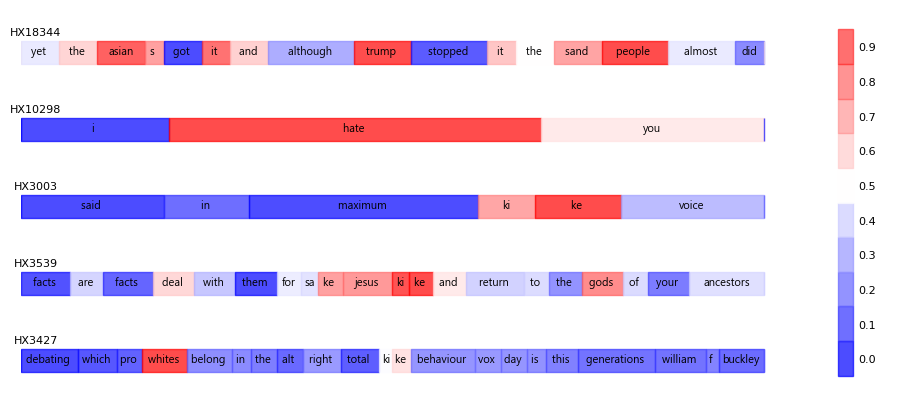 HX18344
yet the asian s got it and although trump stopped it the sand people almost did
HX10298
i hate you
HX3003
said in maximum ki ke voice
HX3539
facts are facts deal with them for sa ke jesus ki ke and return to the gods of your ancestors
HX3427
debating which pro whites belong in the alt right total ki ke behaviour vox day is this generations william f buckley
0.9
0.8
0.7
0.6
0.5
0.4
0.3
0.2
0.1
0.0